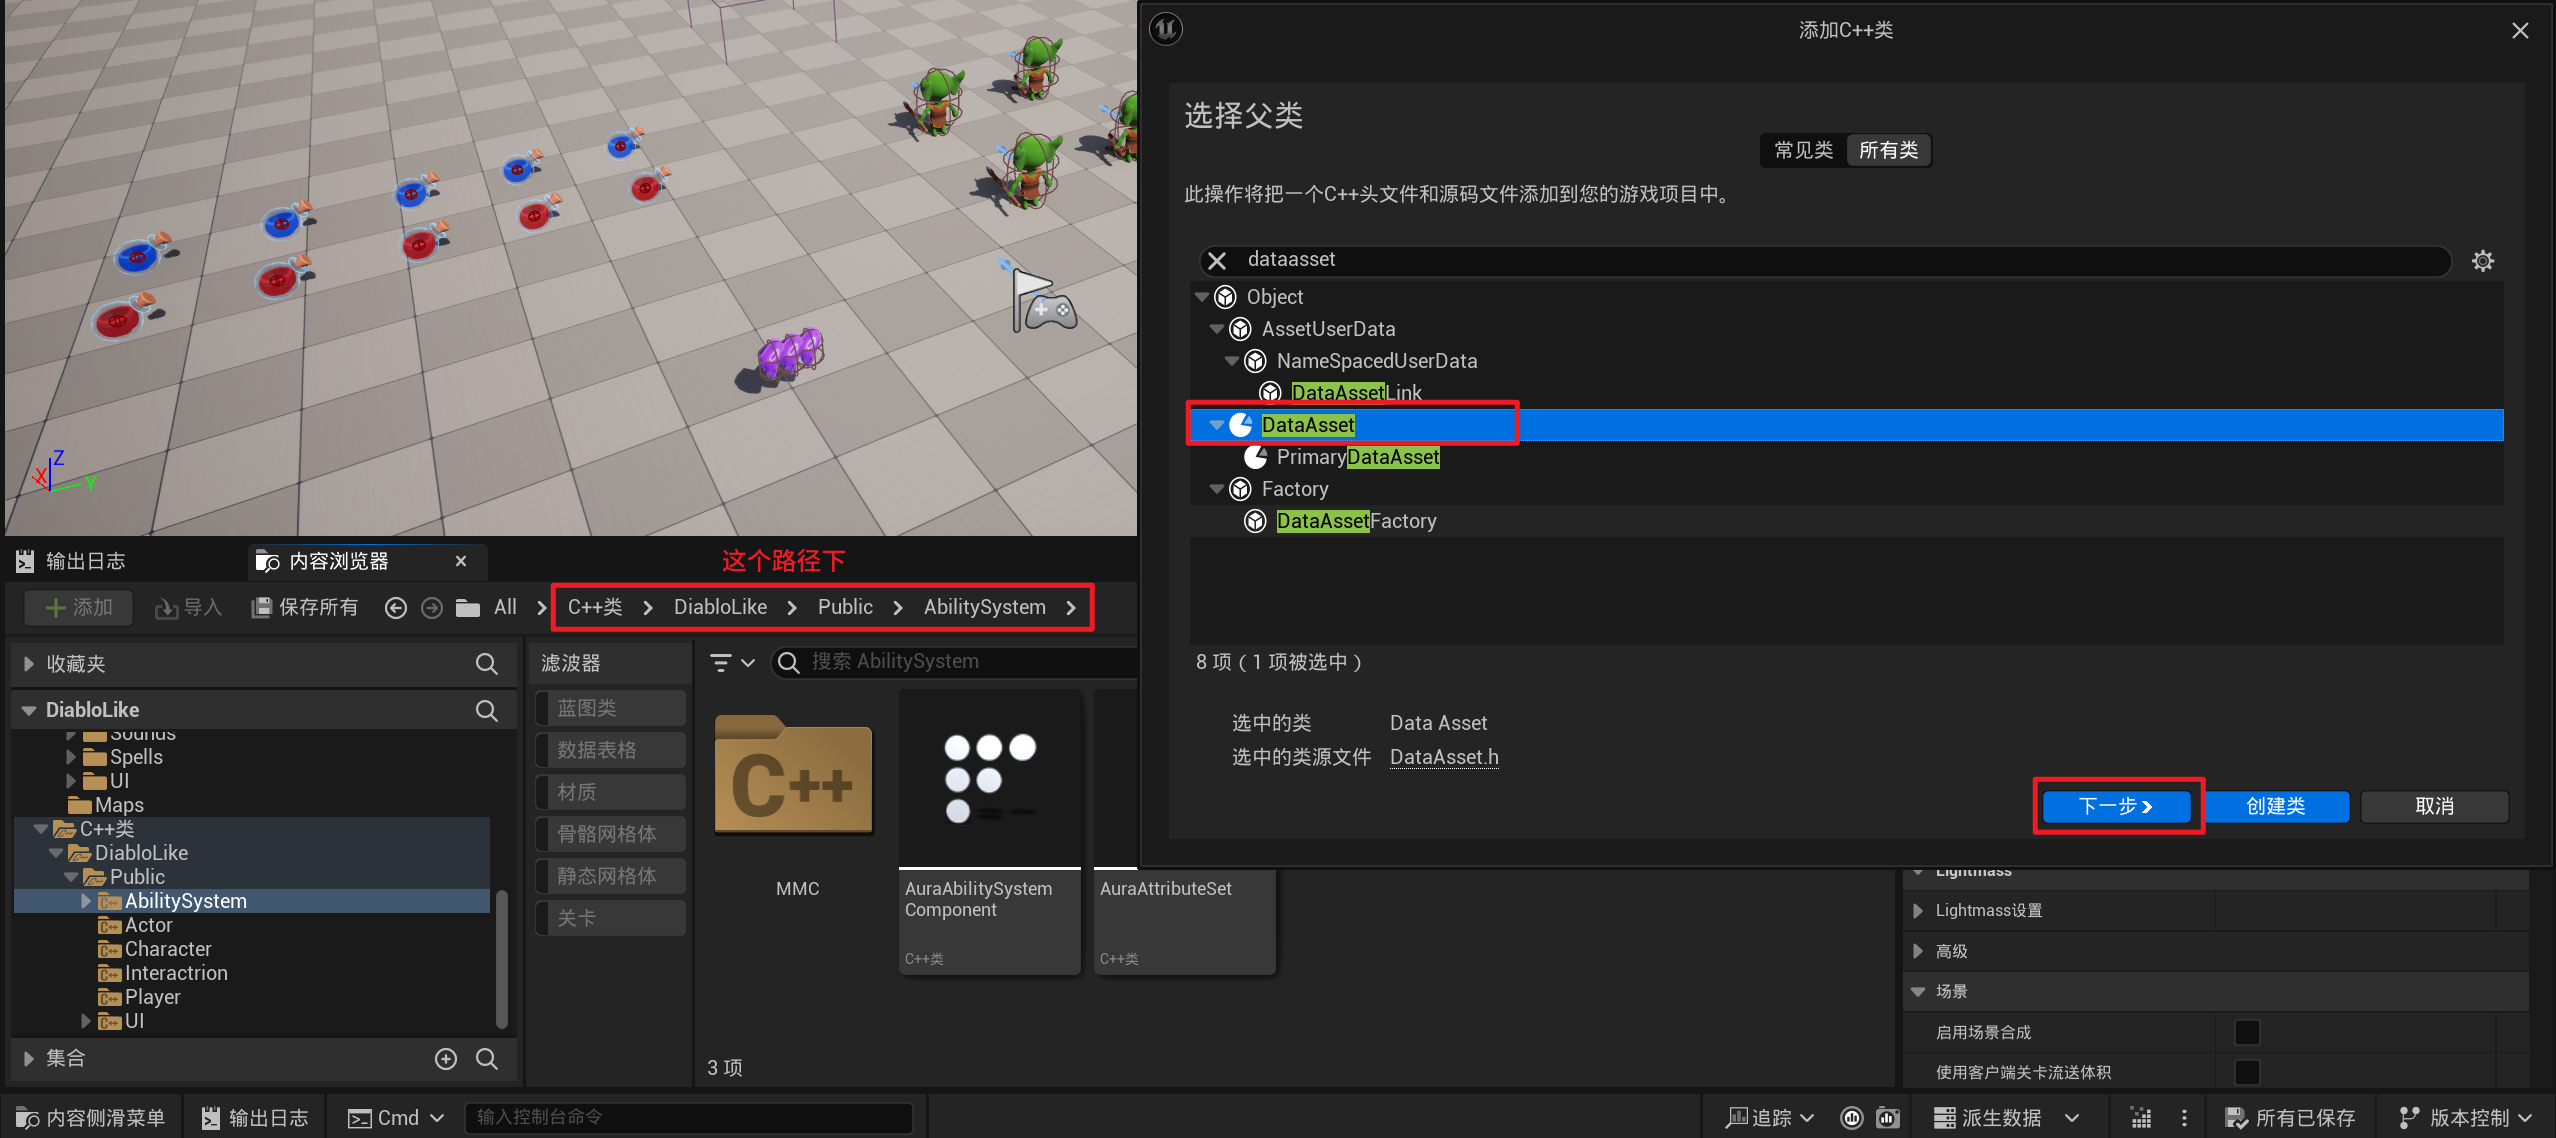 添加C++类
选择父类
常见类
所有类
此操作将把一个C++头文件和源码文件添加到您的游戏项目中。
dataasset
Object
AssetUserData
NameSpacedUserData
DataAssetLink
DataAsset
PrimaryDataAsset
Factory
DataAssetFactory
8 项（1 项被选中）
选中的类 Data Asset
选中的类源文件 DataAsset.h
下一步
创建类
取消
Z
X
Y
输出日志
内容浏览器
这个路径下
添加
导入
保存所有
All
C++类
DiabloLike
Public
AbilitySystem
收藏夹
DiabloLike
Sounds
Spells
UI
Maps
C++类
DiabloLike
Public
AbilitySystem
Actor
Character
Interactrion
Player
UI
集合
滤波器
蓝图类
数据表格
材质
骨骼网格体
静态网格体
关卡
搜索 AbilitySystem
C++
MMC
AuraAbilitySystem
Component
C++类
AuraAttributeSet
C++类
3 项
Lightmass
Lightmass设置
高级
场景
启用场景合成
使用客户端关卡流送体积
内容侧滑菜单
输出日志
Cmd
输入控制台命令
追踪
派生数据
所有已保存
版本控制